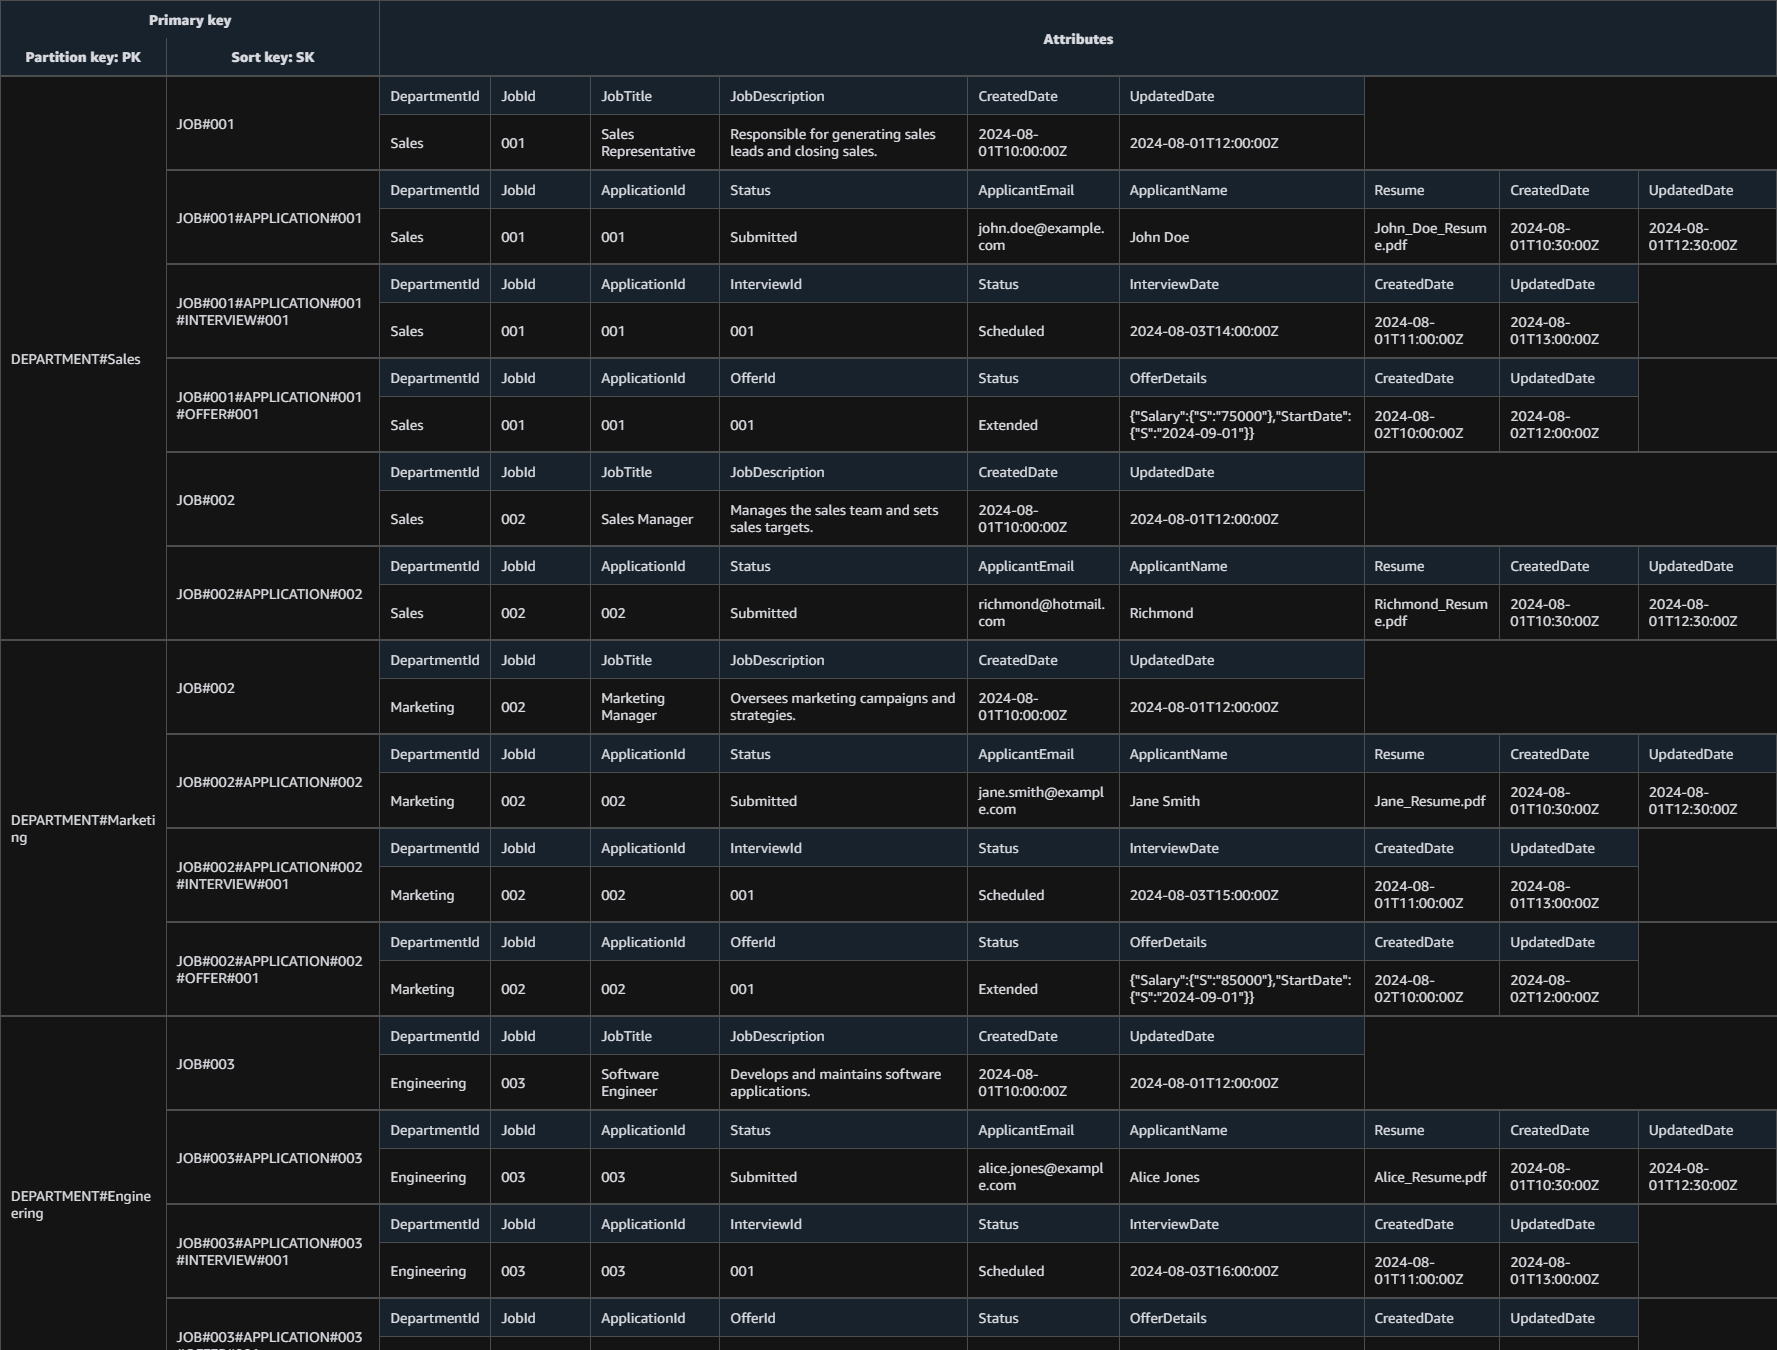 Primary key
Attributes
Partition key: PK Sort key: SK
DEPARTMENT#Sales
JOB#001
DepartmentId JobId JobTitle JobDescription CreatedDate UpdatedDate
Sales 001 Sales Representative Responsible for generating sales leads and closing sales. 2024-08-01T10:00:00Z 2024-08-01T12:00:00Z
JOB#001#APPLICATION#001
DepartmentId JobId ApplicationId Status ApplicantEmail ApplicantName Resume CreatedDate UpdatedDate
Sales 001 001 Submitted john.doe@example.com John Doe John_Doe_Resume.pdf 2024-08-01T10:30:00Z 2024-08-01T12:30:00Z
JOB#001#APPLICATION#001#INTERVIEW#001
DepartmentId JobId ApplicationId InterviewId Status InterviewDate CreatedDate UpdatedDate
Sales 001 001 001 Scheduled 2024-08-03T14:00:00Z 2024-08-01T11:00:00Z 2024-08-01T13:00:00Z
JOB#001#APPLICATION#001#OFFER#001
DepartmentId JobId ApplicationId OfferId Status OfferDetails CreatedDate UpdatedDate
Sales 001 001 001 Extended {"Salary":{"S":"75000"},"StartDate":{"S":"2024-09-01"}} 2024-08-02T10:00:00Z 2024-08-02T12:00:00Z
JOB#002
DepartmentId JobId JobTitle JobDescription CreatedDate UpdatedDate
Sales 002 Sales Manager Manages the sales team and sets sales targets. 2024-08-01T10:00:00Z 2024-08-01T12:00:00Z
JOB#002#APPLICATION#002
DepartmentId JobId ApplicationId Status ApplicantEmail ApplicantName Resume CreatedDate UpdatedDate
Sales 002 002 Submitted richmond@hotmail.com Richmond Richmond_Resume.pdf 2024-08-01T10:30:00Z 2024-08-01T12:30:00Z
DEPARTMENT#Marketing
JOB#002
DepartmentId JobId JobTitle JobDescription CreatedDate UpdatedDate
Marketing 002 Marketing Manager Oversees marketing campaigns and strategies. 2024-08-01T10:00:00Z 2024-08-01T12:00:00Z
JOB#002#APPLICATION#002
DepartmentId JobId ApplicationId Status ApplicantEmail ApplicantName Resume CreatedDate UpdatedDate
Marketing 002 002 Submitted jane.smith@example.com Jane Smith Jane_Resume.pdf 2024-08-01T10:30:00Z 2024-08-01T12:30:00Z
JOB#002#APPLICATION#002#INTERVIEW#001
DepartmentId JobId ApplicationId InterviewId Status InterviewDate CreatedDate UpdatedDate
Marketing 002 002 001 Scheduled 2024-08-03T15:00:00Z 2024-08-01T11:00:00Z 2024-08-01T13:00:00Z
JOB#002#APPLICATION#002#OFFER#001
DepartmentId JobId ApplicationId OfferId Status OfferDetails CreatedDate UpdatedDate
Marketing 002 002 001 Extended {"Salary":{"S":"85000"},"StartDate":{"S":"2024-09-01"}} 2024-08-02T10:00:00Z 2024-08-02T12:00:00Z
DEPARTMENT#Engineering
JOB#003
DepartmentId JobId JobTitle JobDescription CreatedDate UpdatedDate
Engineering 003 Software Engineer Develops and maintains software applications. 2024-08-01T10:00:00Z 2024-08-01T12:00:00Z
JOB#003#APPLICATION#003
DepartmentId JobId ApplicationId Status ApplicantEmail ApplicantName Resume CreatedDate UpdatedDate
Engineering 003 003 Submitted alice.jones@example.com Alice Jones Alice_Resume.pdf 2024-08-01T10:30:00Z 2024-08-01T12:30:00Z
JOB#003#APPLICATION#003#INTERVIEW#001
DepartmentId JobId ApplicationId InterviewId Status InterviewDate CreatedDate UpdatedDate
Engineering 003 003 001 Scheduled 2024-08-03T16:00:00Z 2024-08-01T11:00:00Z 2024-08-01T13:00:00Z
JOB#003#APPLICATION#003
DepartmentId JobId ApplicationId OfferId Status OfferDetails CreatedDate UpdatedDate